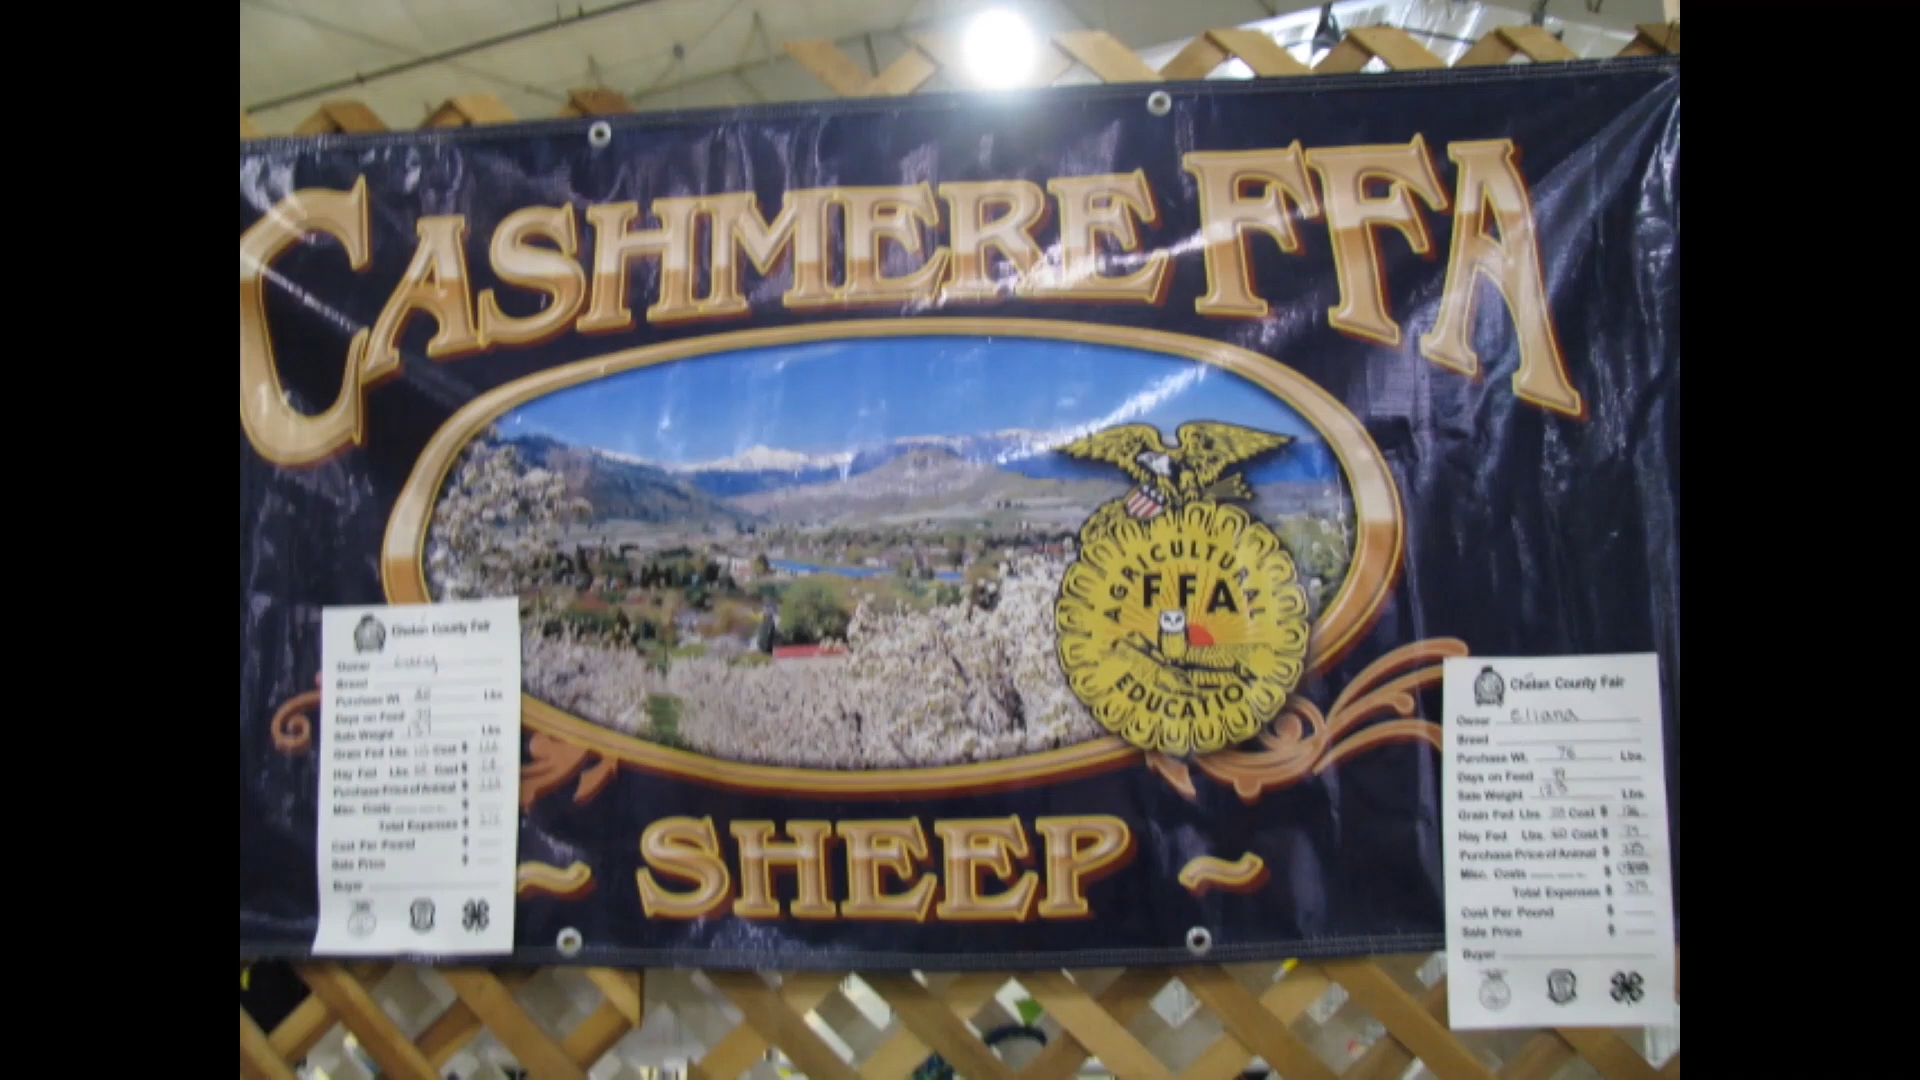 CASHMERE FFA
AGRICULTURAL
FFA
EDUCATION
~ SHEEP ~
Chelan County Fair
Owner
Breed
Purchase Wt. Lbs
Days on Feed
Sale Weight Lbs.
Grain Fed Lbs. Cost $
Hay Fed Lbs. Cost $
Purchase Price of Animal $
Misc. Costs $
Total Expenses $
Cost Per Pound $
Sale Price $
Buyer
Chelan County Fair
Owner Eliana
Breed
Purchase Wt. 76 Lbs.
Days on Feed
Sale Weight Lbs.
Grain Fed Lbs. Cost $
Hay Fed Lbs. 60 Cost $
Purchase Price of Animal $
Misc. Costs $
Total Expenses $
Cost Per Pound $
Sale Price $
Buyer